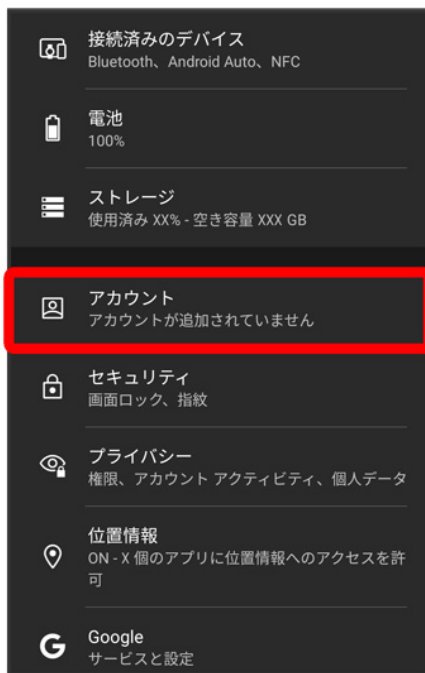 接続済みのデバイス
Bluetooth、Android Auto、NFC
電池
100%
ストレージ
使用済み XX% - 空き容量 XXX GB
アカウント
アカウントが追加されていません
セキュリティ
画面ロック、指紋
プライバシー
権限、アカウント アクティビティ、個人データ
位置情報
ON - X 個のアプリに位置情報へのアクセスを許
可
Google
サービスと設定